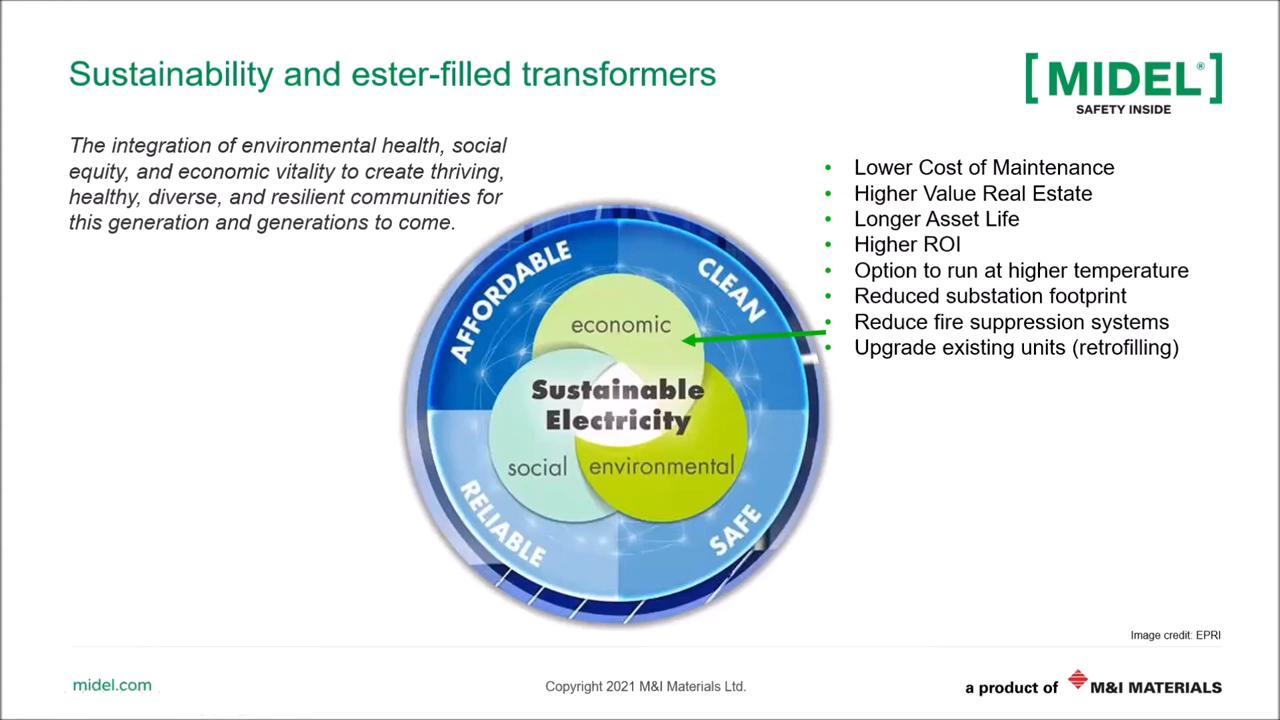 Sustainability and ester-filled transformers
[MIDEL®]
SAFETY INSIDE
The integration of environmental health, social
equity, and economic vitality to create thriving,
healthy, diverse, and resilient communities for
this generation and generations to come.
• Lower Cost of Maintenance
• Higher Value Real Estate
• Longer Asset Life
• Higher ROI
• Option to run at higher temperature
• Reduced substation footprint
• Reduce fire suppression systems
• Upgrade existing units (retrofilling)
AFFORDABLE
CLEAN
economic
Sustainable
Electricity
social
environmental
RELIABLE
SAFE
Image credit: EPRI
midel.com
Copyright 2021 M&I Materials Ltd.
a product of M&I MATERIALS